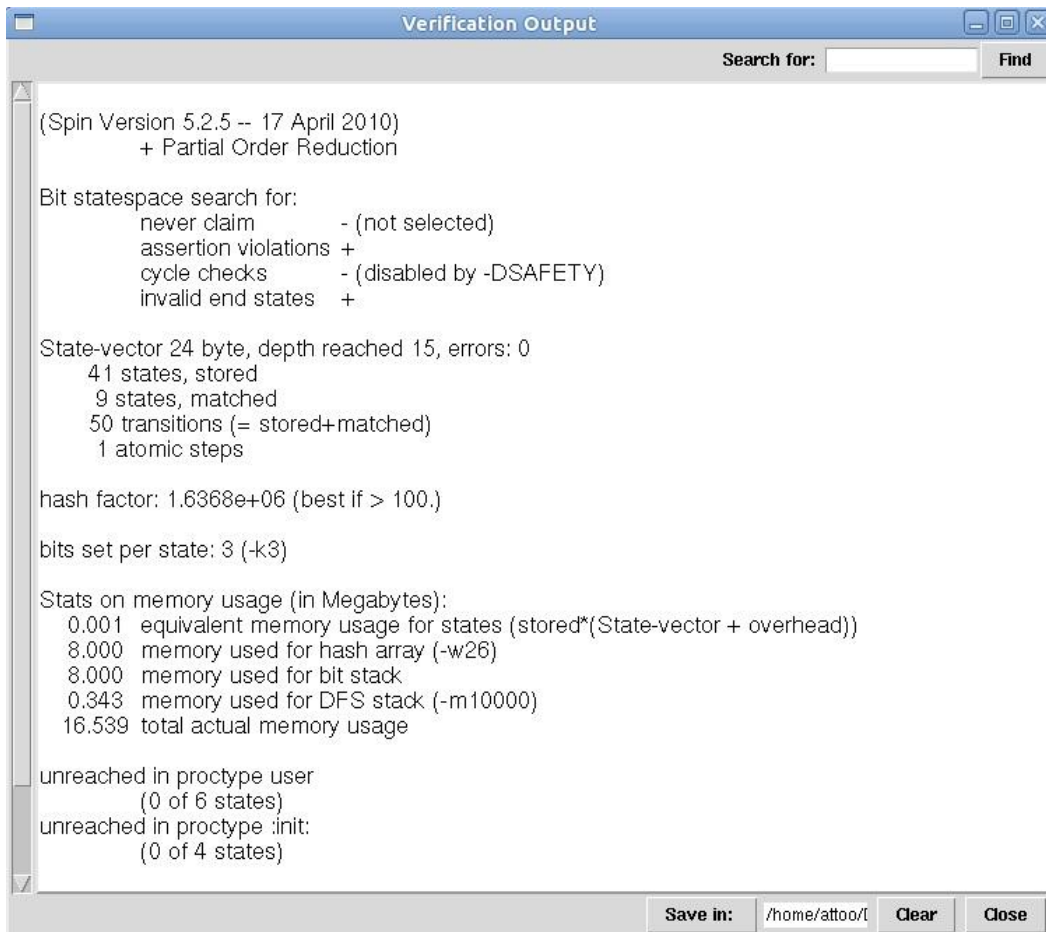 Verification Output
Search for: Find
(Spin Version 5.2.5 -- 17 April 2010)
+ Partial Order Reduction
Bit statespace search for:
never claim - (not selected)
assertion violations +
cycle checks - (disabled by -DSAFETY)
invalid end states +
State-vector 24 byte, depth reached 15, errors: 0
41 states, stored
9 states, matched
50 transitions (= stored+matched)
1 atomic steps
hash factor: 1.6368e+06 (best if > 100.)
bits set per state: 3 (-k3)
Stats on memory usage (in Megabytes):
0.001 equivalent memory usage for states (stored*(State-vector + overhead))
8.000 memory used for hash array (-w26)
8.000 memory used for bit stack
0.343 memory used for DFS stack (-m10000)
16.539 total actual memory usage
unreached in proctype user
(0 of 6 states)
unreached in proctype :init:
(0 of 4 states)
Save in: /home/attoo/ Clear Close